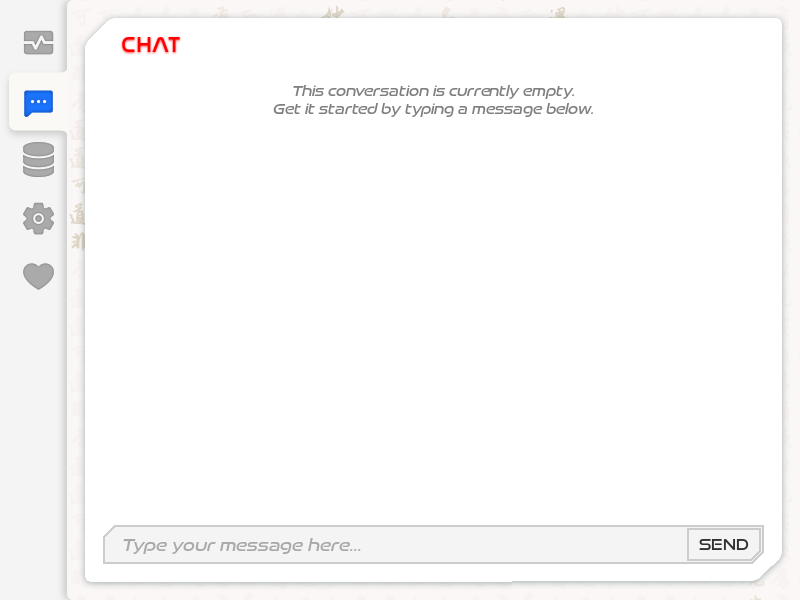 CHAT
This conversation is currently empty.
Get it started by typing a message below.
Type your message here...
SEND